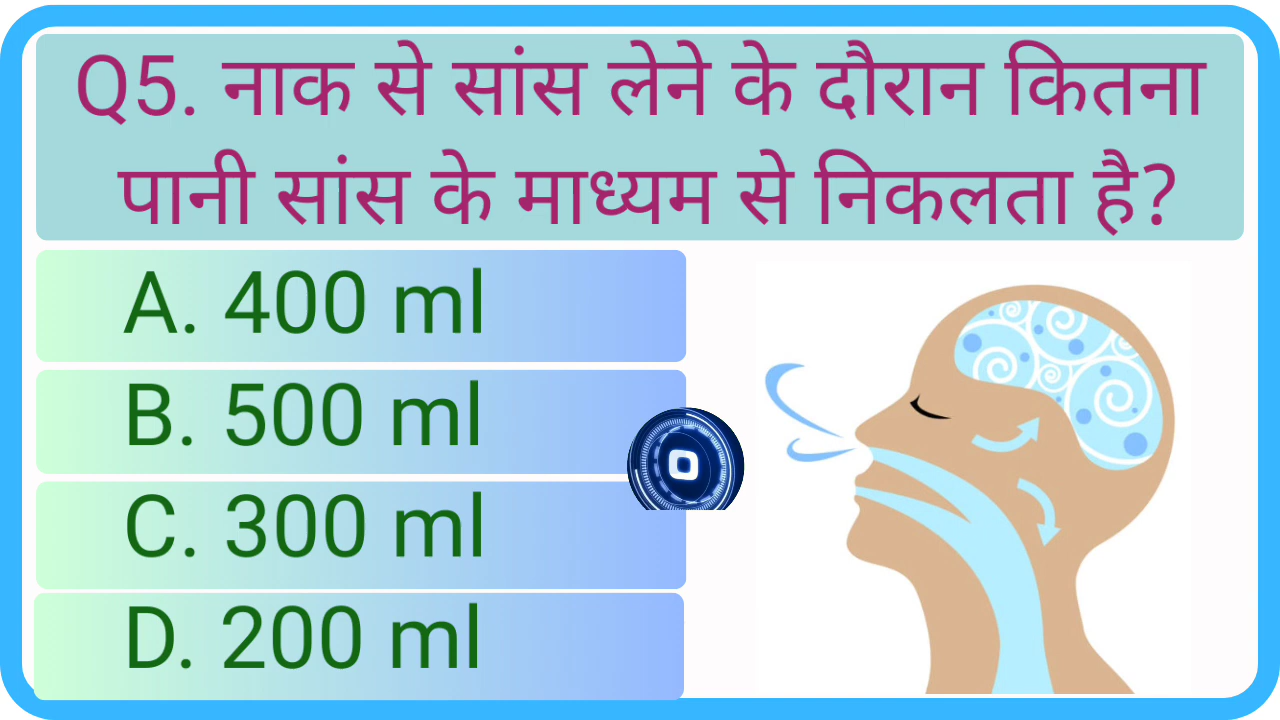 Q5. नाक से सांस लेने के दौरान कितना
पानी सांस के माध्यम से निकलता है?
A. 400 ml
B. 500 ml
C. 300 ml
D. 200 ml